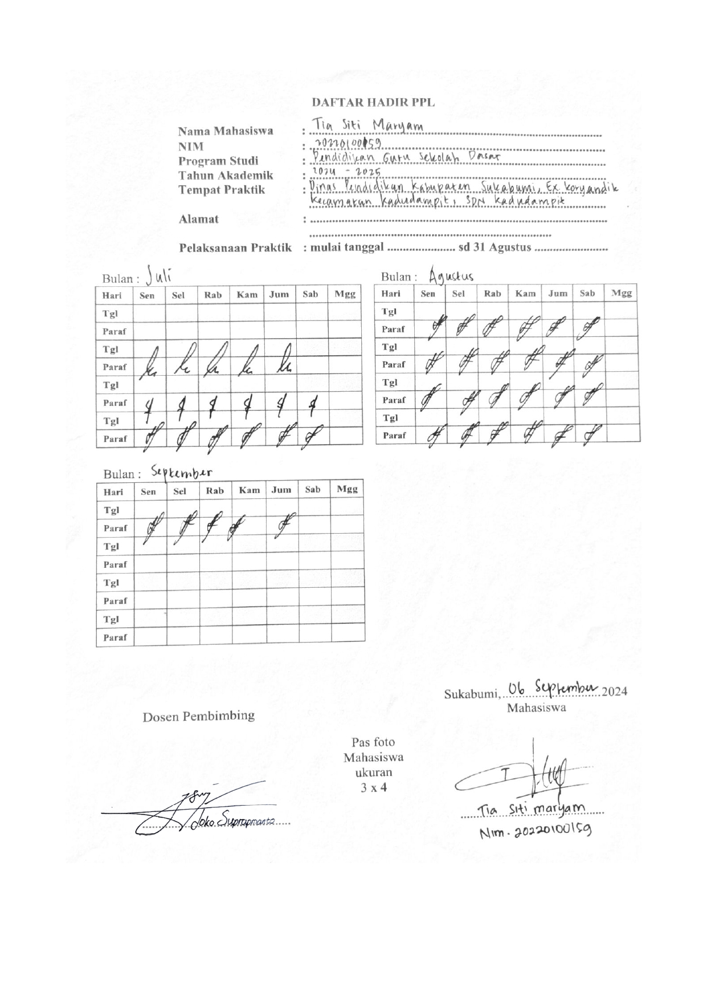 DAFTAR HADIR PPL
Nama Mahasiswa : Tia Siti Maryam
NIM : 20220100159
Program Studi : Pendidikan Guru Sekolah Dasar
Tahun Akademik : 2024 - 2025
Tempat Praktik : Dinas Pendidikan Kabupaten Sukabumi, Ex. koryandik
Kecamatan Kadudampit, SDN Kadudampit
Alamat :
Pelaksanaan Praktik : mulai tanggal ........................ sd 31 Agustus ........................
Bulan : Juli
Hari Sen Sel Rab Kam Jum Sab Mgg
Tgl
Paraf
Tgl
Paraf
Tgl
Paraf
Tgl
Paraf
Bulan : Agustus
Hari Sen Sel Rab Kam Jum Sab Mgg
Tgl
Paraf
Tgl
Paraf
Tgl
Paraf
Tgl
Paraf
Bulan : September
Hari Sen Sel Rab Kam Jum Sab Mgg
Tgl
Paraf
Tgl
Paraf
Tgl
Paraf
Tgl
Paraf
Sukabumi, 06 September 2024
Mahasiswa
Dosen Pembimbing
Pas foto
Mahasiswa
ukuran
3 x 4
Joko Suprapmanto
Tia Siti maryam
Nim. 20220100159